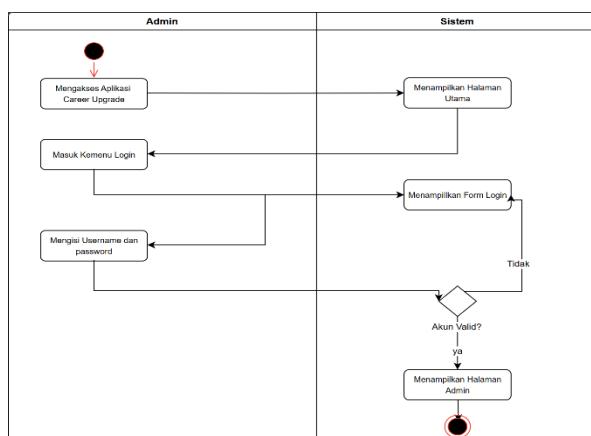 Admin
Sistem
Mengakses Aplikasi
Career Upgrade
Menampilkan Halaman
Utama
Masuk Kemenu Login
Menampillkan Form Login
Mengisi Username dan
password
Tidak
Akun Valid?
ya
Menampilkan Halaman
Admin